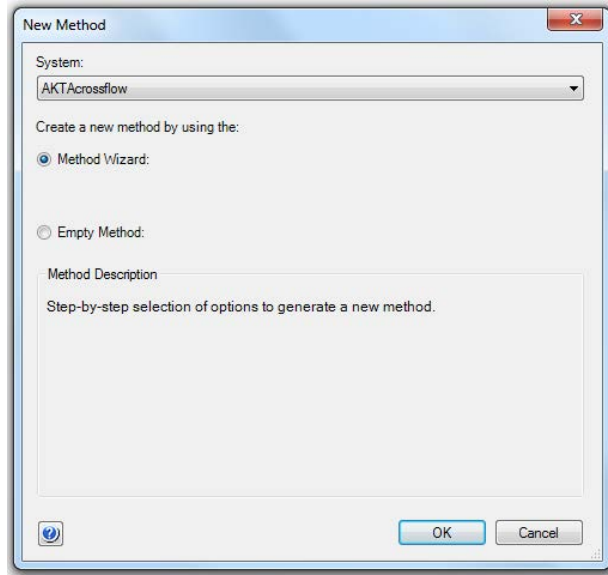 New Method
System:
AKTAcrossflow
Create a new method by using the:
Method Wizard:
Empty Method:
Method Description
Step-by-step selection of options to generate a new method.
OK
Cancel